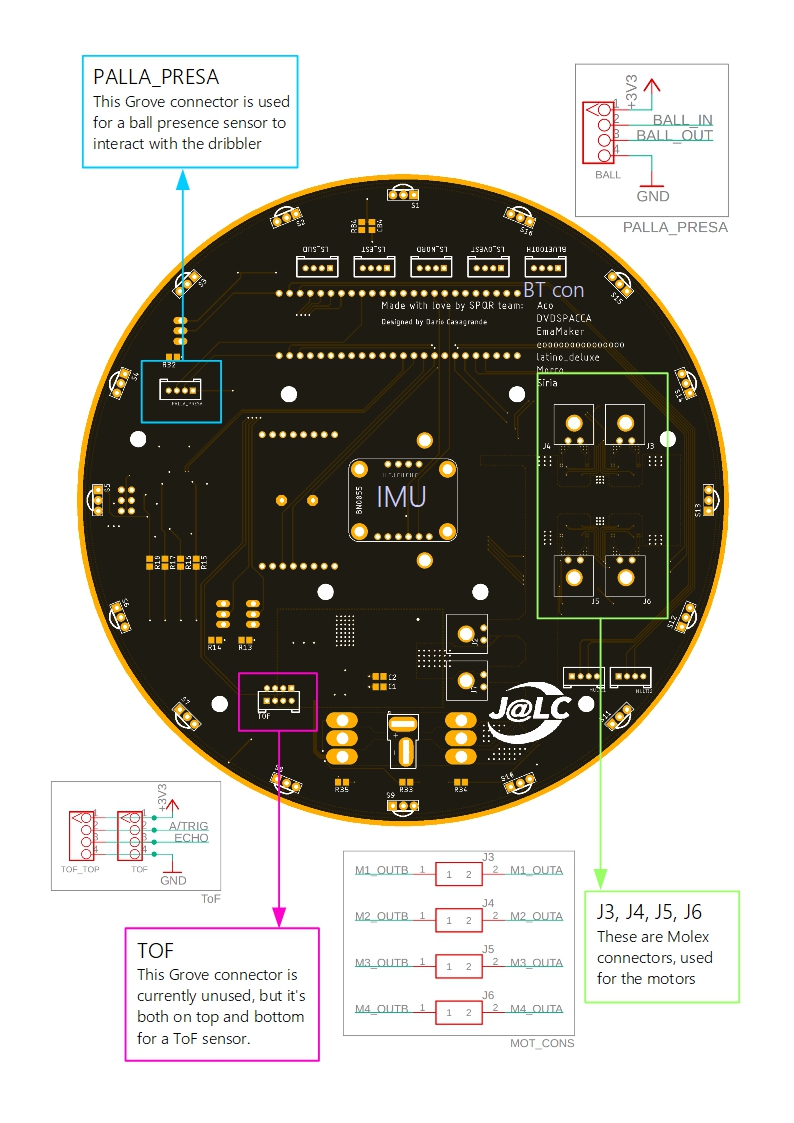 PALLA_PRESA
This Grove connector is used
for a ball presence sensor to
interact with the dribbler
+3V3
1
2
3
4
BALL_IN
BALL_OUT
BALL
GND
PALLA_PRESA
S1
S2
S16
R84
C84
LS_SUD
LS_EST
LS_NORD
LS_OVEST
BLUETOOTH
S3
S15
BT con
Made with love by SPQR team:
Designed by Dario Casagrande
Aco
DVDSPACCA
EmaMaker
latino_deluxe
Siria
R32
S4
PALLA_PRESA
S14
J4
J3
BNO055
IMU
S5
S13
R17
R16
R15
J5
J6
S12
R14
R13
C2
C1
TOF
J@LC
S7
S11
R35
R33
R34
S9
S10
+3V3
1
2
3
4
A/TRIG
ECHO
TOF_TOP
TOF
GND
ToF
TOF
This Grove connector is
currently unused, but it's
both on top and bottom
for a ToF sensor.
J3
M1_OUTB 1 1 2 2 M1_OUTA
J4
M2_OUTB 1 1 2 2 M2_OUTA
J5
M3_OUTB 1 1 2 2 M3_OUTA
J6
M4_OUTB 1 1 2 2 M4_OUTA
MOT_CONS
J3, J4, J5, J6
These are Molex
connectors, used
for the motors